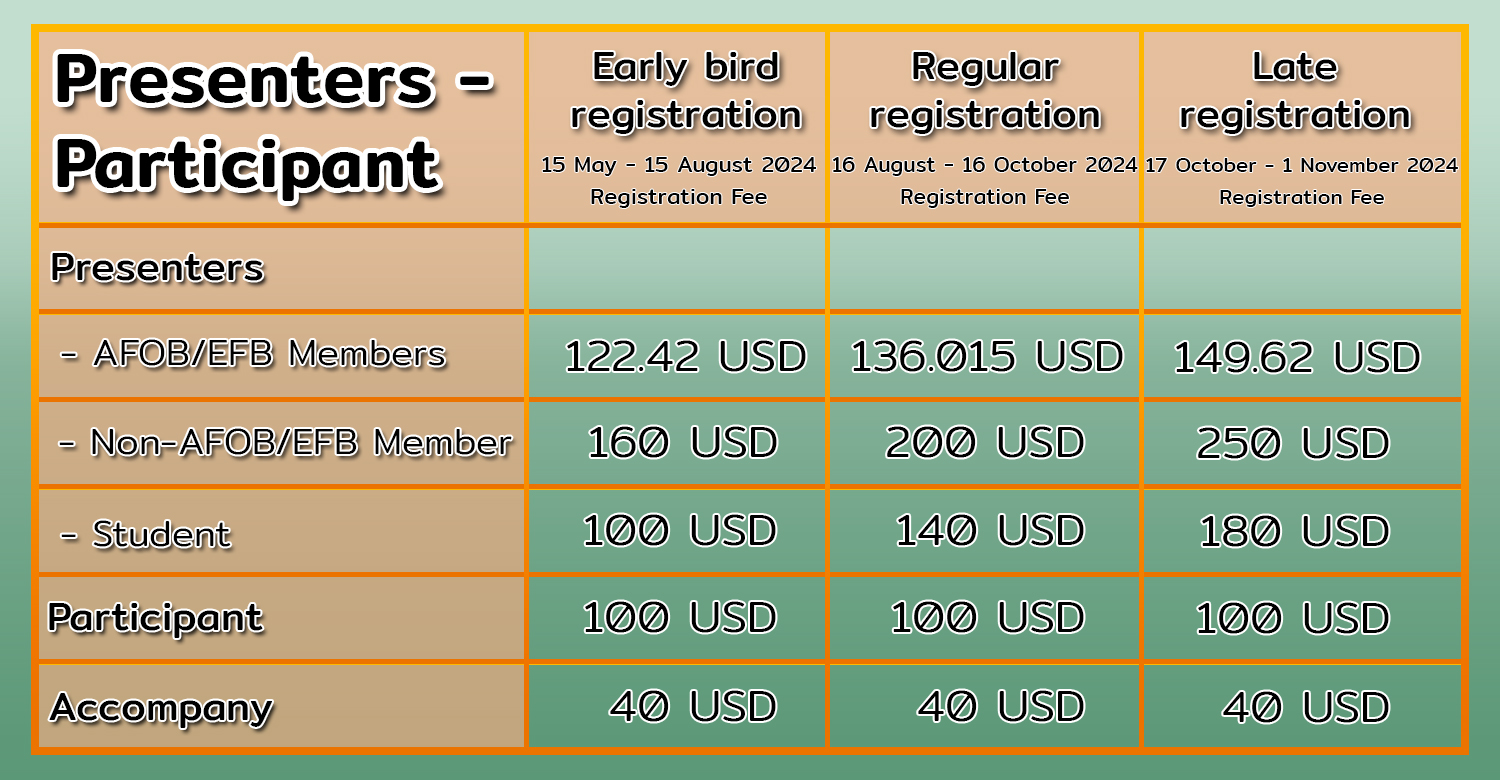 Presenters -
Participant
Early bird
registration
15 May - 15 August 2024
Registration Fee
Regular
registration
16 August - 16 October 2024
Registration Fee
Late
registration
17 October - 1 November 2024
Registration Fee
Presenters
- AFOB/EFB Members
122.42 USD
136.015 USD
149.62 USD
- Non-AFOB/EFB Member
160 USD
200 USD
250 USD
- Student
100 USD
140 USD
180 USD
Participant
100 USD
100 USD
100 USD
Accompany
40 USD
40 USD
40 USD